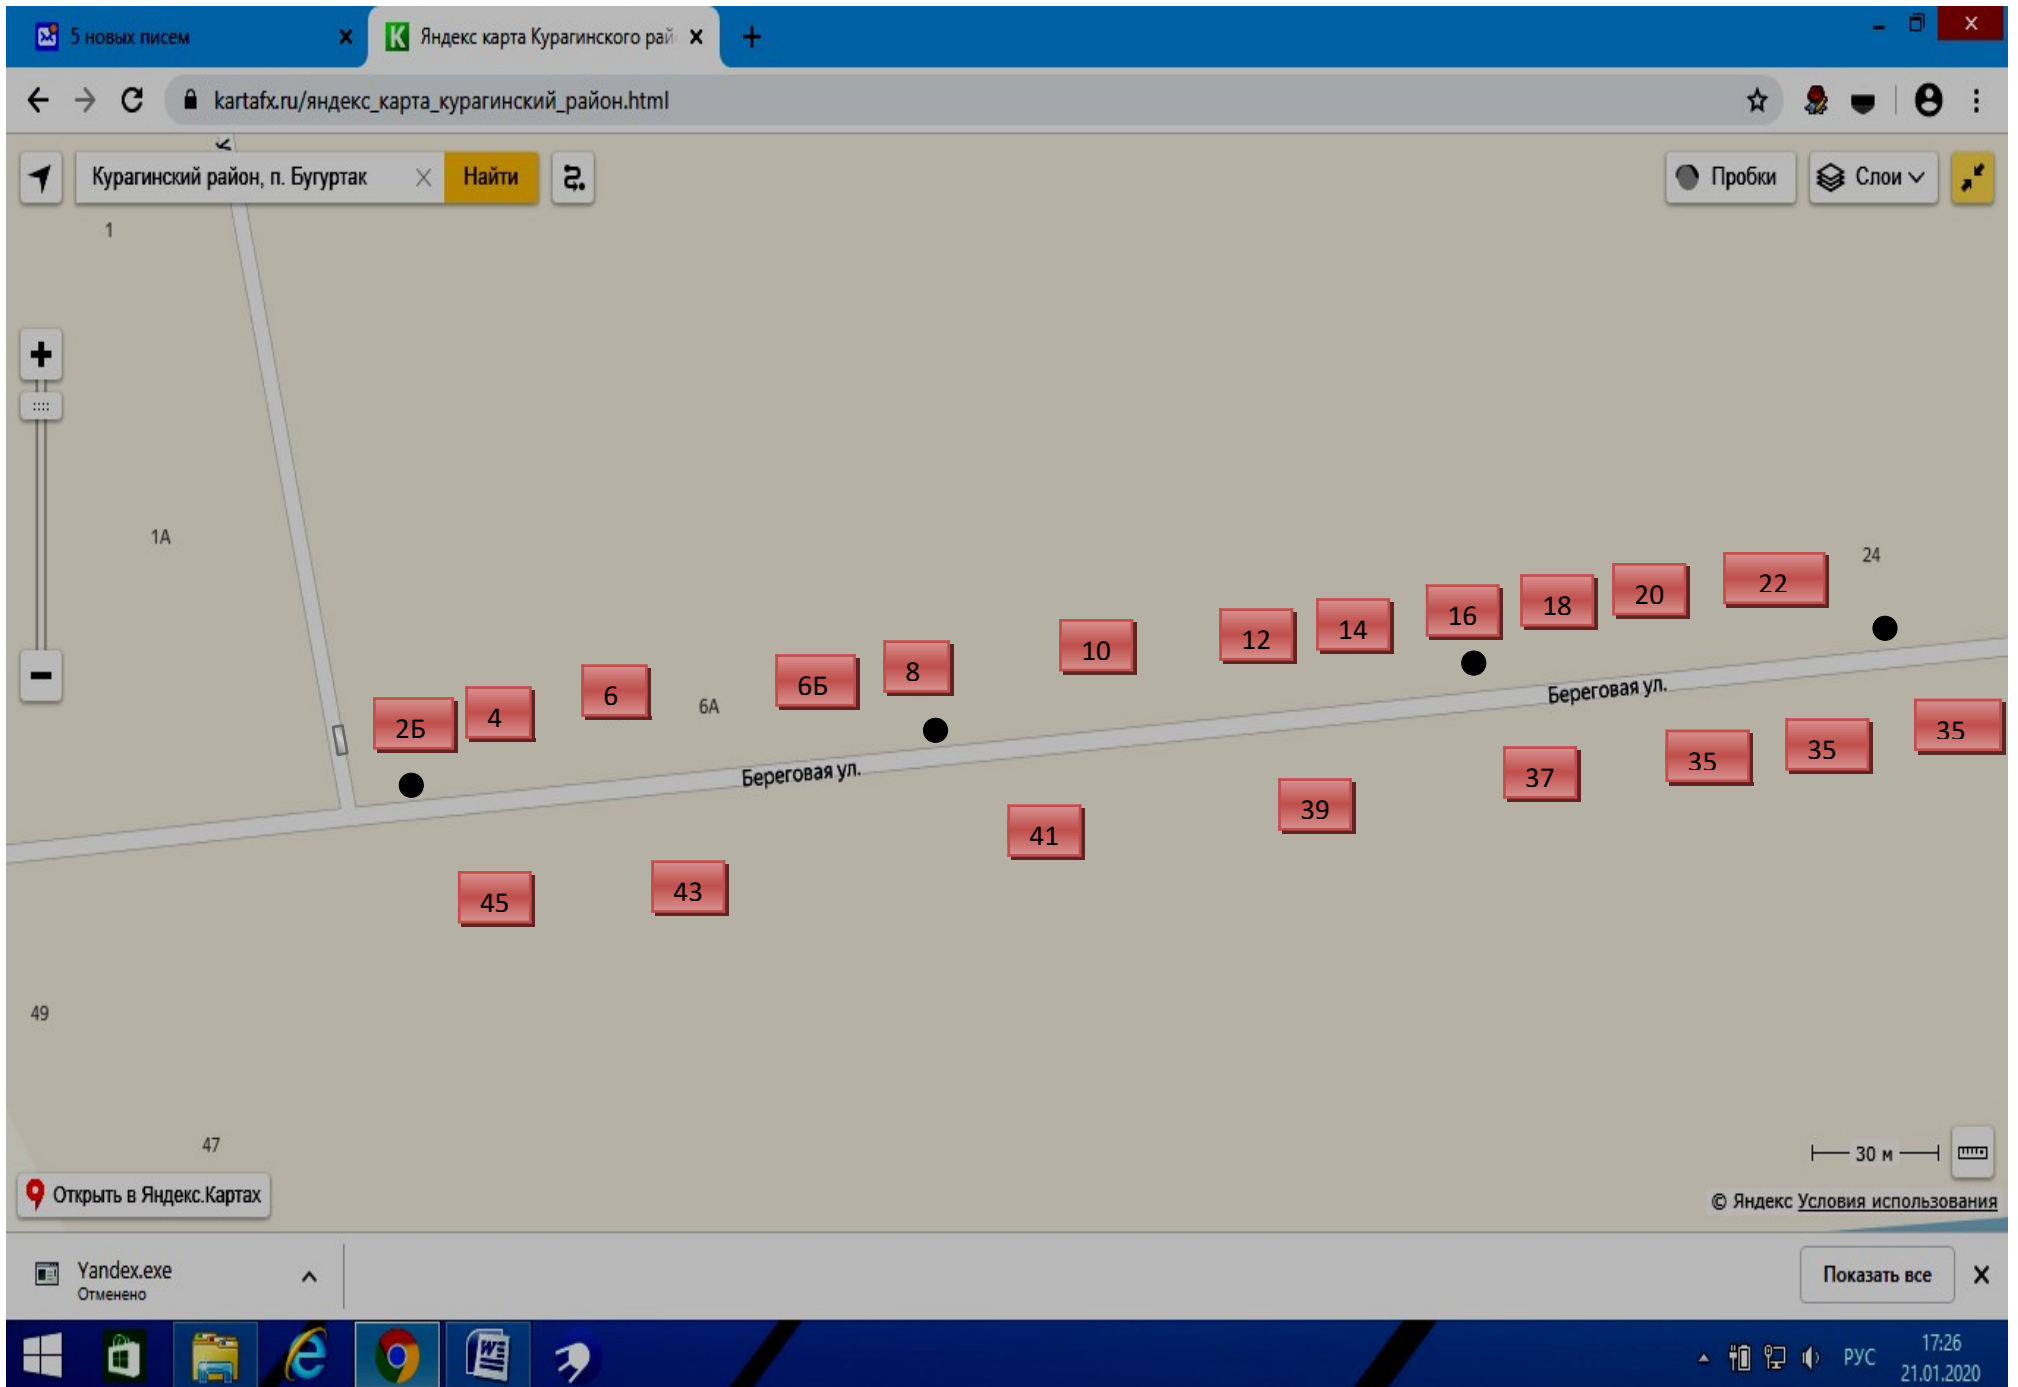 5 новых писем
Яндекс карта Курагинского рай
kartafx.ru/яндекс_карта_курагинский_район.html
Курагинский район, п. Бугуртак
Найти
Пробки
Слои
1
1А
24
22
20
18
16
14
12
10
8
6Б
6А
6
4
2Б
Береговая ул.
Береговая ул.
35
35
35
37
39
41
43
45
49
47
30 м
Открыть в Яндекс.Картах
© Яндекс Условия использования
Yandex.exe
Отменено
Показать все
РУС
17:26
21.01.2020